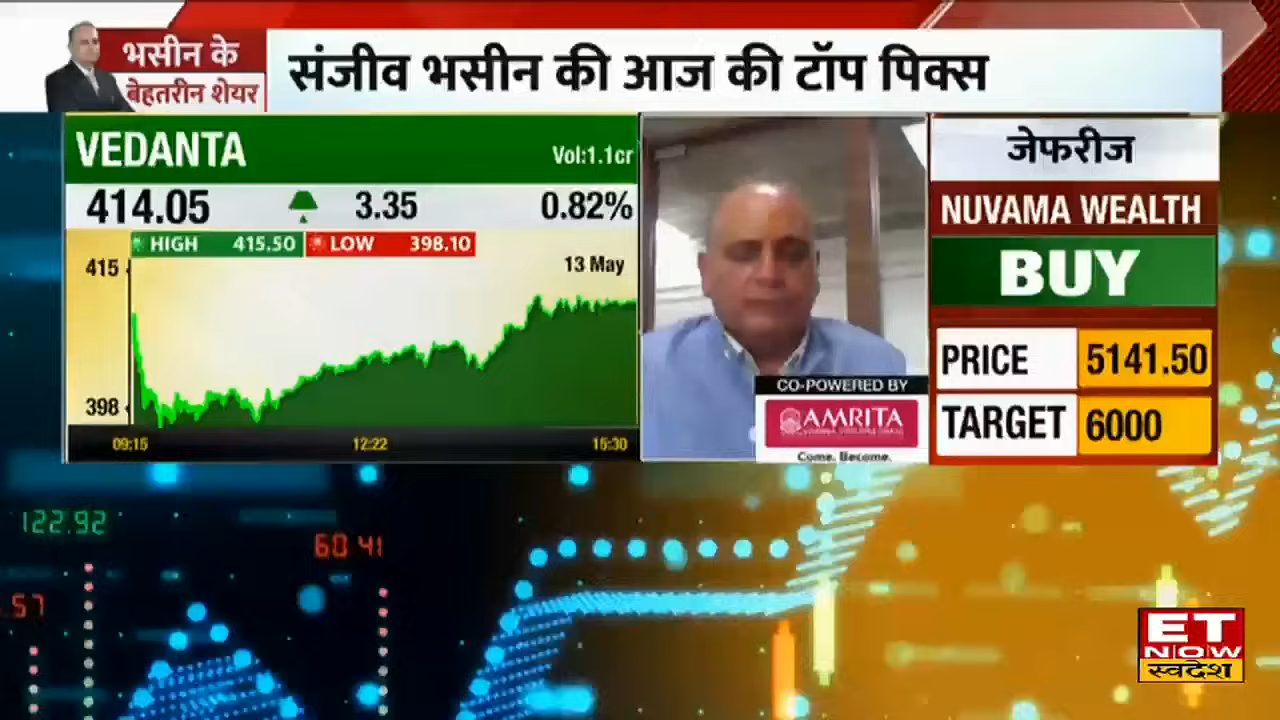 भसीन के
बेहतरीन शेयर
संजीव भसीन की आज की टॉप पिक्स
VEDANTA
Vol:1.1cr
414.05 3.35 0.82%
HIGH 415.50 LOW 398.10
415
13 May
398
09:15 12:22 15:30
CO-POWERED BY
AMRITA
Come. Become.
जेफरीज
NUVAMA WEALTH
BUY
PRICE 5141.50
TARGET 6000
122.92
60 41
.57
ET
NOW
स्वदेश